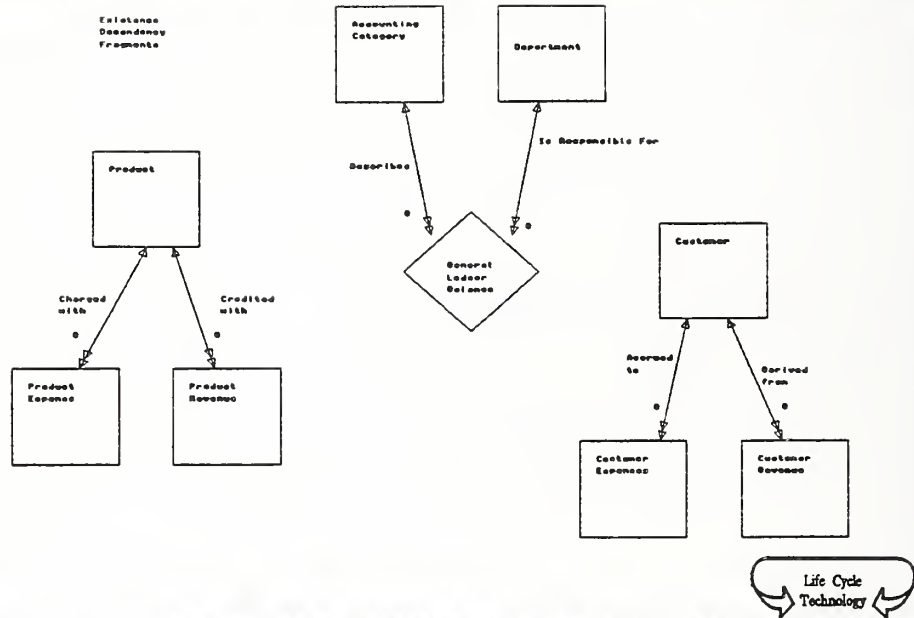 Existence
Dependency
Fragments
Accounting
Category
Department
Describes
Is Responsible For
Product
General
Ledger
Balance
Customer
Charged
with
Credited
with
Accrued
to
Derived
from
Product
Expense
Product
Revenue
Customer
Expenses
Customer
Revenue
Life Cycle
Technology